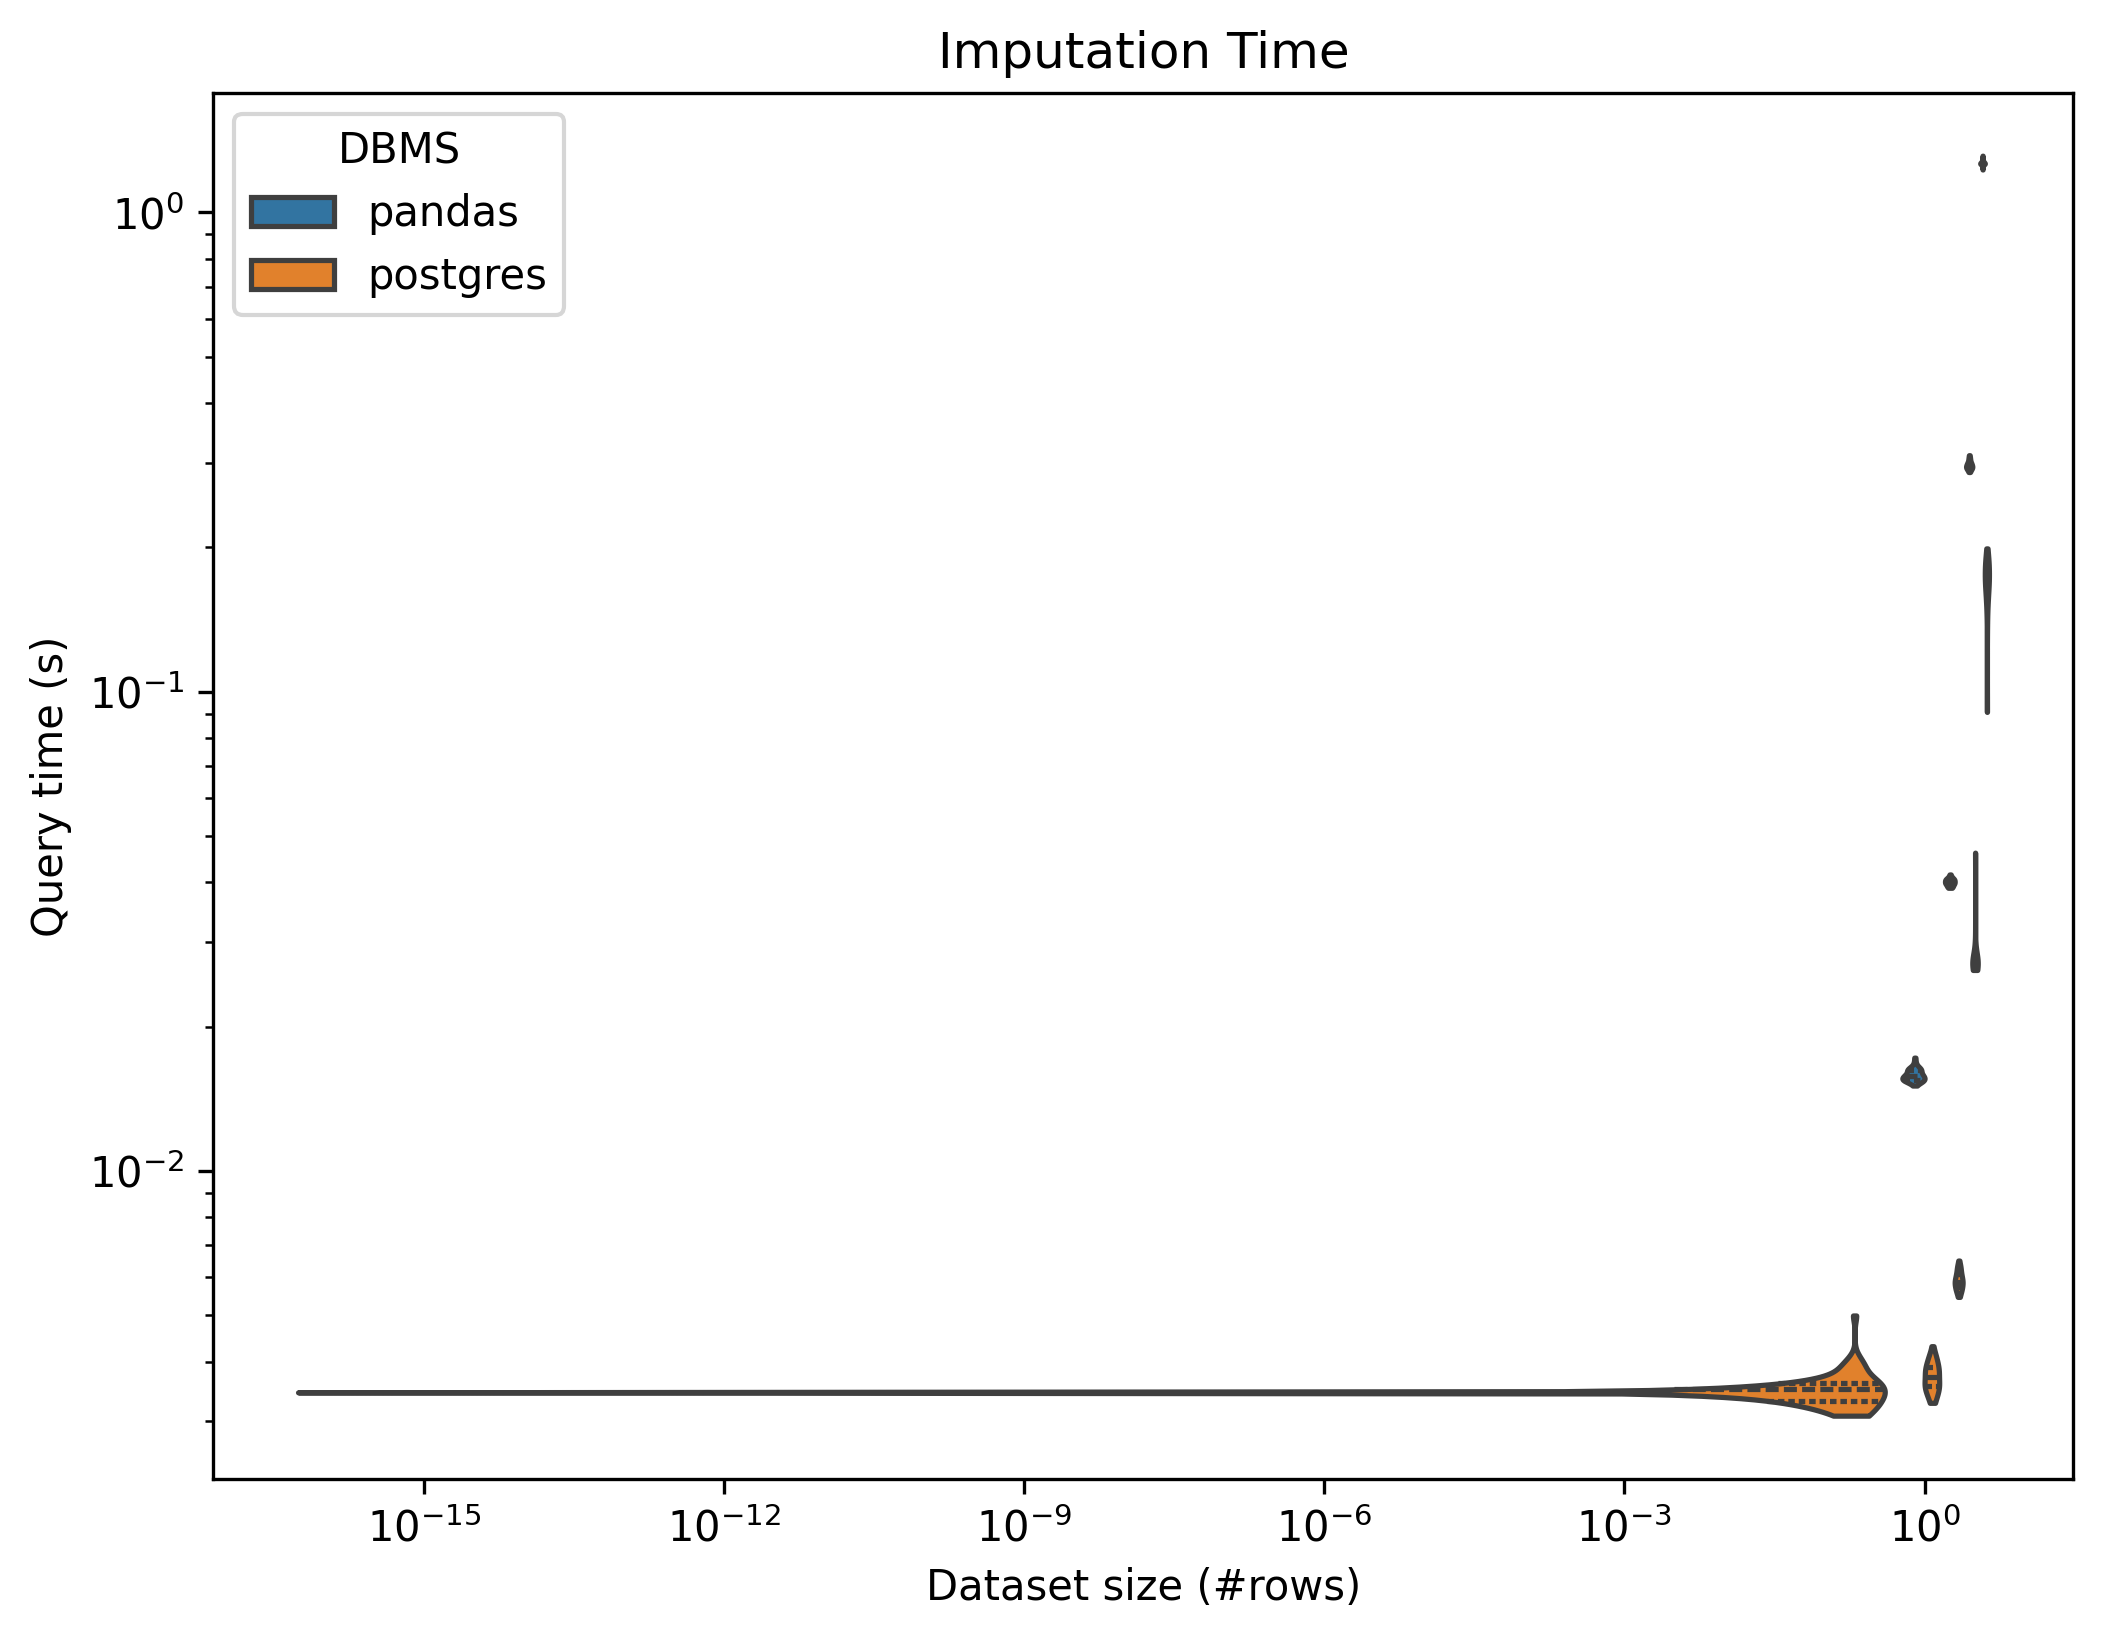 Imputation Time
DBMS
pandas
postgres
10⁰
10⁻¹
10⁻²
Query time (s)
10⁻¹⁵ 10⁻¹² 10⁻⁹ 10⁻⁶ 10⁻³ 10⁰
Dataset size (#rows)